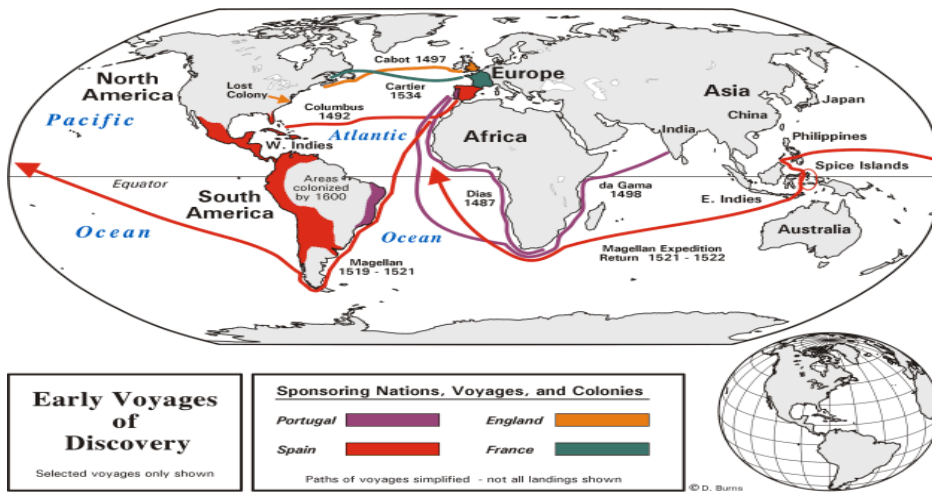 Cabot 1497
North
America
Europe
Lost
Colony
Cartier
1534
Asia
Columbus
1492
Japan
China
Pacific
Atlantic
India
Africa
Philippines
W. Indies
Spice Islands
Equator
Areas
colonized
by 1600
South
America
Dias
1487
da Gama
1498
E. Indies
Ocean
Ocean
Australia
Magellan
1519 - 1521
Magellan Expedition
Return 1521 - 1522
Early Voyages
of
Discovery
Selected voyages only shown
Sponsoring Nations, Voyages, and Colonies
Portugal
England
Spain
France
Paths of voyages simplified - not all landings shown
© D. Burns